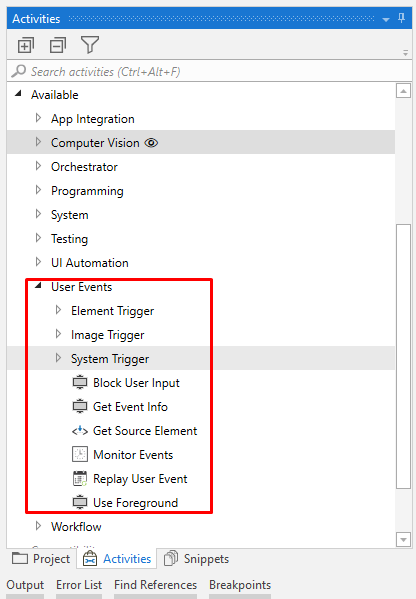 Activities
Search activities (Ctrl+Alt+F)
Available
App Integration
Computer Vision
Orchestrator
Programming
System
Testing
UI Automation
User Events
Element Trigger
Image Trigger
System Trigger
Block User Input
Get Event Info
Get Source Element
Monitor Events
Replay User Event
Use Foreground
Workflow
Project Activities Snippets
Output Error List Find References Breakpoints